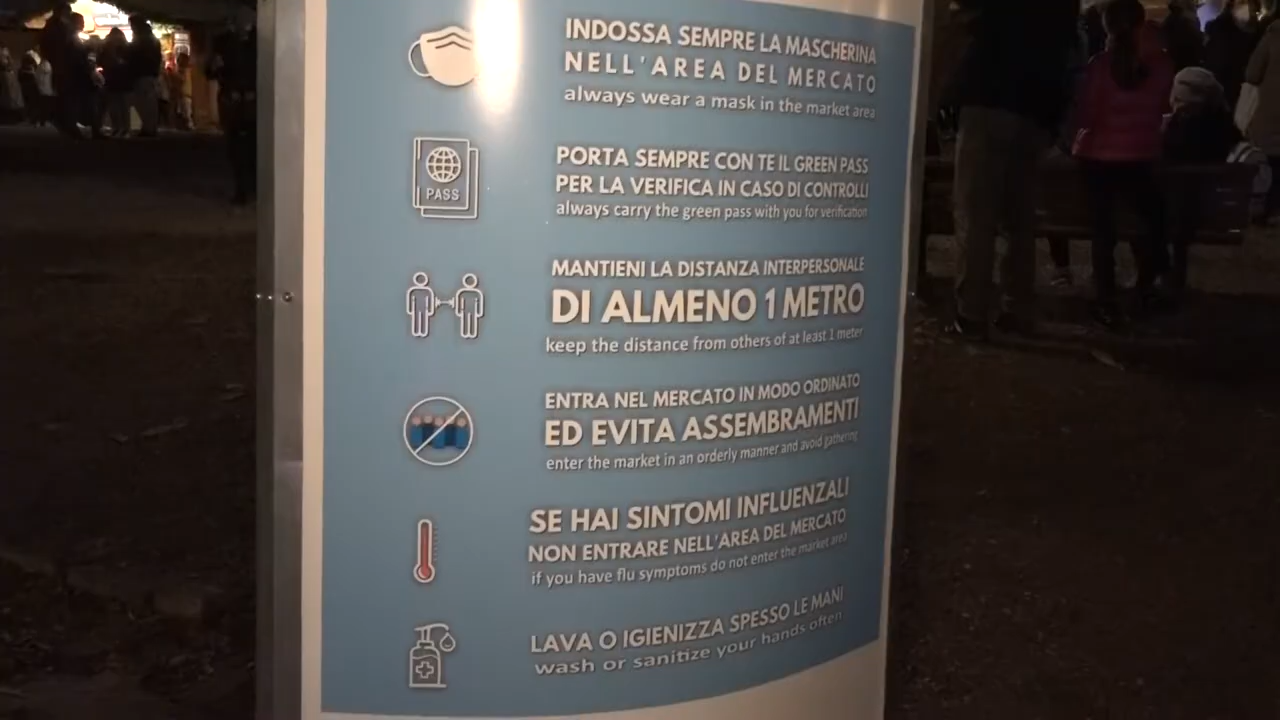 INDOSSA SEMPRE LA MASCHERINA
NELL'AREA DEL MERCATO
always wear a mask in the market area
PASS
PORTA SEMPRE CON TE IL GREEN PASS
PER LA VERIFICA IN CASO DI CONTROLLI
always carry the green pass with you for verification
MANTIENI LA DISTANZA INTERPERSONALE
DI ALMENO 1 METRO
keep the distance from others of at least 1 meter
ENTRA NEL MERCATO IN MODO ORDINATO
ED EVITA ASSEMBRAMENTI
enter the market in an orderly manner and avoid gathering
SE HAI SINTOMI INFLUENZALI
NON ENTRARE NELL'AREA DEL MERCATO
if you have flu symptoms do not enter the market area
LAVA O IGIENIZZA SPESSO LE MANI
wash or sanitize your hands often